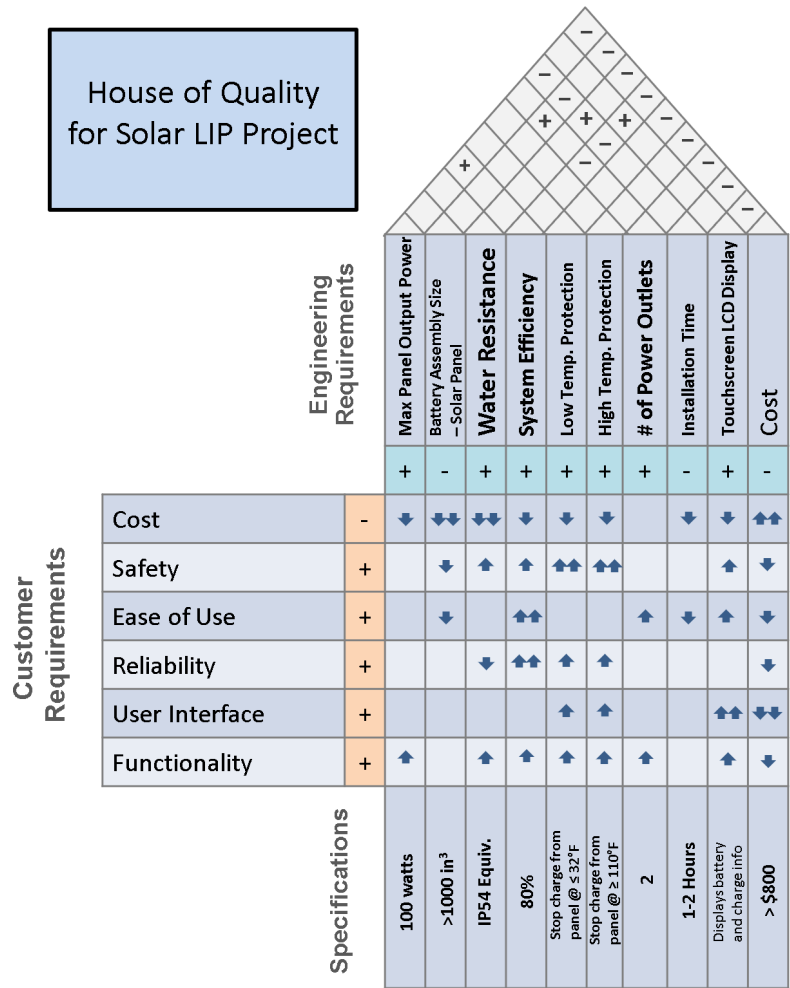 House of Quality
for Solar LIP Project
− −
− −
− −
+ + + −
− −
+ − −
−
−
Engineering
Requirements
Max Panel Output Power
Battery Assembly Size
– Solar Panel
Water Resistance
System Efficiency
Low Temp. Protection
High Temp. Protection
# of Power Outlets
Installation Time
Touchscreen LCD Display
Cost
+ - + + + + + - + -
Customer
Requirements
Cost - 🡇 🡇🡇 🡇🡇 🡇 🡇 🡇 🡇 🡇 🡅🡅
Safety + 🡇 🡅 🡅 🡅🡅 🡅🡅 🡅 🡇
Ease of Use + 🡇 🡅🡅 🡅 🡇 🡅 🡇
Reliability + 🡇 🡅🡅 🡅 🡅 🡇
User Interface + 🡅 🡅 🡅🡅 🡇🡇
Functionality + 🡅 🡅 🡅 🡅 🡅 🡅 🡅 🡇
Specifications
100 watts
>1000 in³
IP54 Equiv.
80%
Stop charge from
panel @ ≤ 32°F
Stop charge from
panel @ ≥ 110°F
2
1-2 Hours
Displays battery
and charge info
> $800